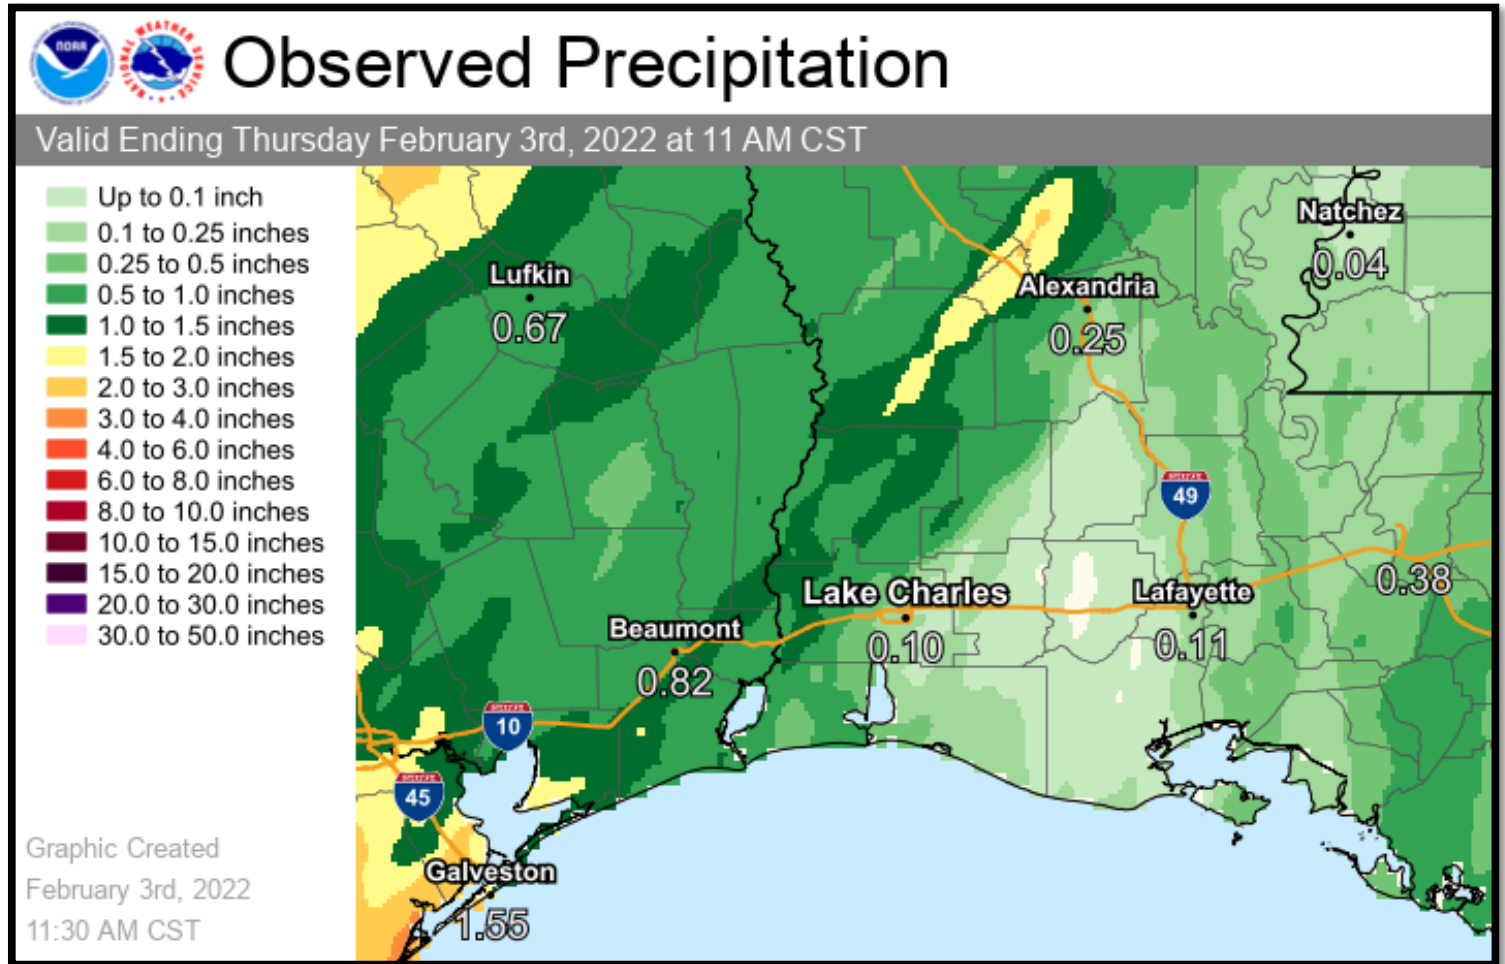 NOAA
NATIONAL WEATHER SERVICE
Observed Precipitation
Valid Ending Thursday February 3rd, 2022 at 11 AM CST
Up to 0.1 inch
0.1 to 0.25 inches
0.25 to 0.5 inches
0.5 to 1.0 inches
1.0 to 1.5 inches
1.5 to 2.0 inches
2.0 to 3.0 inches
3.0 to 4.0 inches
4.0 to 6.0 inches
6.0 to 8.0 inches
8.0 to 10.0 inches
10.0 to 15.0 inches
15.0 to 20.0 inches
20.0 to 30.0 inches
30.0 to 50.0 inches
Graphic Created
February 3rd, 2022
11:30 AM CST
Natchez
0.04
Lufkin
0.67
Alexandria
0.25
49
Lake Charles
0.10
Lafayette
0.11
0.38
Beaumont
0.82
10
45
Galveston
1.55